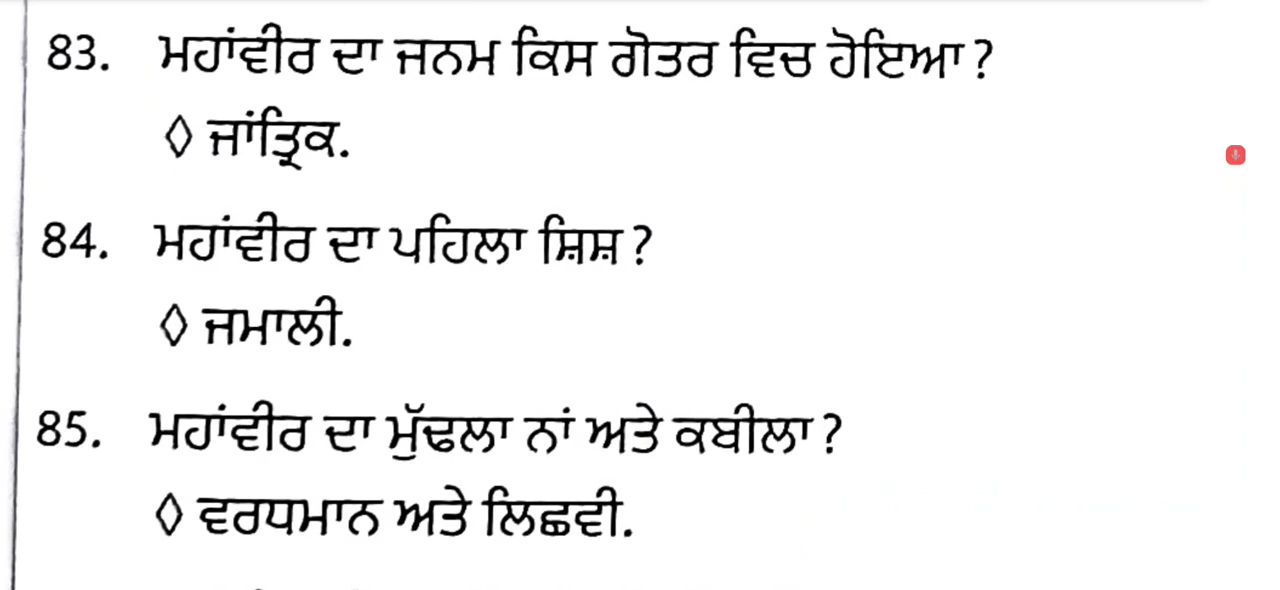 83. ਮਹਾਂਵੀਰ ਦਾ ਜਨਮ ਕਿਸ ਗੋਤਰ ਵਿਚ ਹੋਇਆ ?
◊ ਜਾਂਤ੍ਰਿਕ.
84. ਮਹਾਂਵੀਰ ਦਾ ਪਹਿਲਾ ਸ਼ਿਸ਼ ?
◊ ਜਮਾਲੀ.
85. ਮਹਾਂਵੀਰ ਦਾ ਮੁੱਢਲਾ ਨਾਂ ਅਤੇ ਕਬੀਲਾ ?
◊ ਵਰਧਮਾਨ ਅਤੇ ਲਿਛਵੀ.